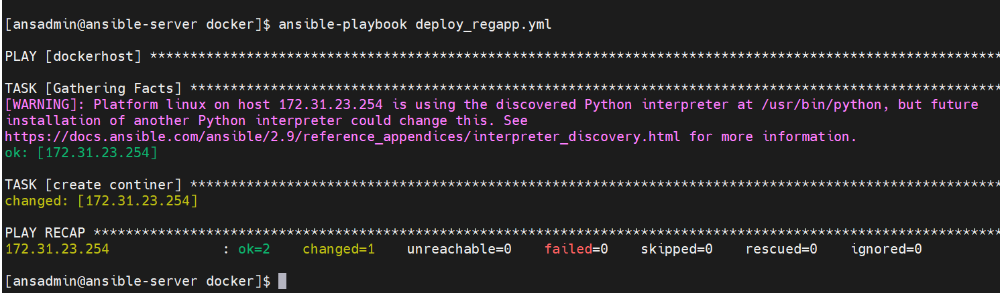 [ansadmin@ansible-server docker]$ ansible-playbook deploy_regapp.yml
PLAY [dockerhost] **********************************************************************************************************
TASK [Gathering Facts] *****************************************************************************************************
[WARNING]: Platform linux on host 172.31.23.254 is using the discovered Python interpreter at /usr/bin/python, but future
installation of another Python interpreter could change this. See
https://docs.ansible.com/ansible/2.9/reference_appendices/interpreter_discovery.html for more information.
ok: [172.31.23.254]
TASK [create continer] *****************************************************************************************************
changed: [172.31.23.254]
PLAY RECAP *****************************************************************************************************************
172.31.23.254 : ok=2 changed=1 unreachable=0 failed=0 skipped=0 rescued=0 ignored=0
[ansadmin@ansible-server docker]$